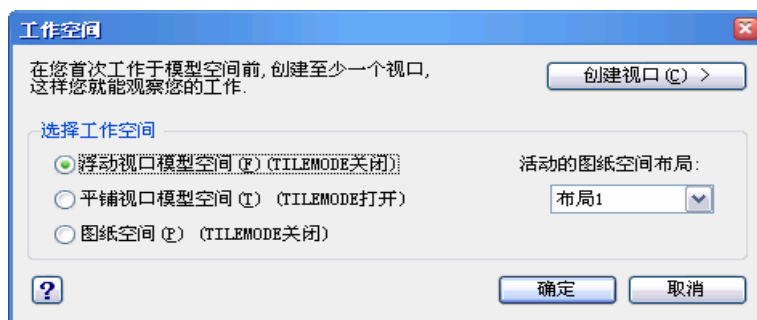 工作空间
在您首次工作于模型空间前,创建至少一个视口,
这样您就能观察您的工作.
创建视口(C) >
选择工作空间
浮动视口模型空间(F)(TILEMODE关闭)
平铺视口模型空间(T) (TILEMODE打开)
图纸空间(P) (TILEMODE关闭)
活动的图纸空间布局:
布局1
?
确定
取消